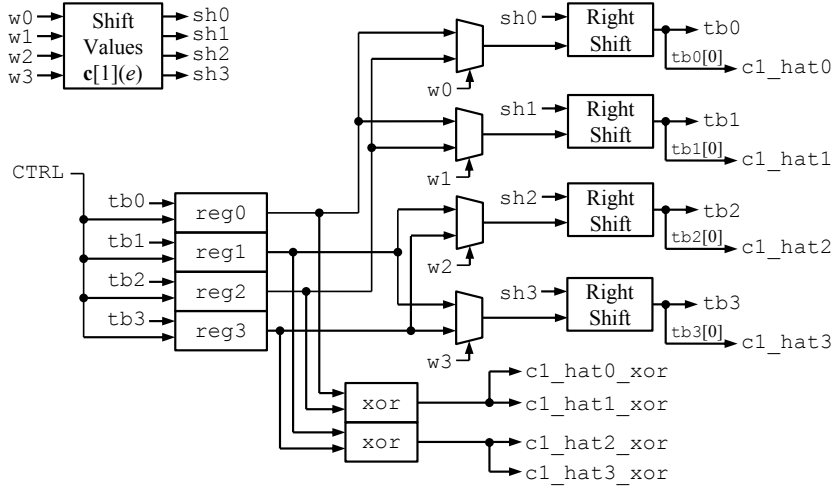 w0
w1
w2
w3
Shift
Values
c[1](e)
sh0
sh1
sh2
sh3
sh0
Right
Shift
tb0
tb0[0]
c1_hat0
w0
sh1
Right
Shift
tb1
tb1[0]
c1_hat1
w1
CTRL
tb0
reg0
tb1
reg1
tb2
reg2
tb3
reg3
sh2
Right
Shift
tb2
tb2[0]
c1_hat2
w2
sh3
Right
Shift
tb3
tb3[0]
c1_hat3
w3
xor
c1_hat0_xor
c1_hat1_xor
xor
c1_hat2_xor
c1_hat3_xor